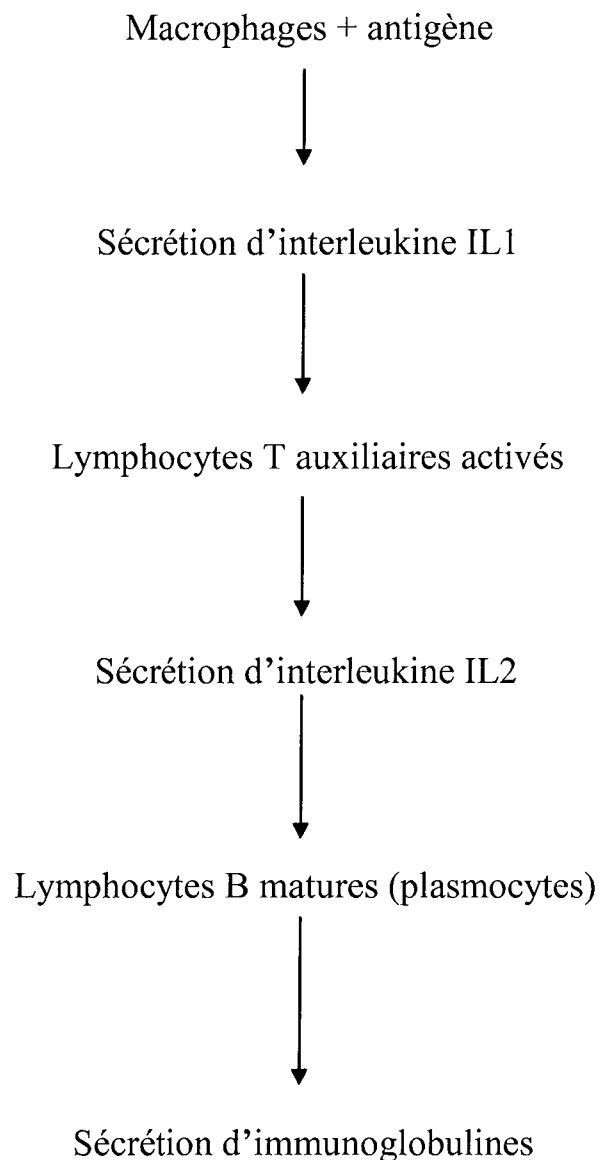 Macrophages + antigène
Sécrétion d’interleukine IL1
Lymphocytes T auxiliaires activés
Sécrétion d’interleukine IL2
Lymphocytes B matures (plasmocytes)
Sécrétion d’immunoglobulines